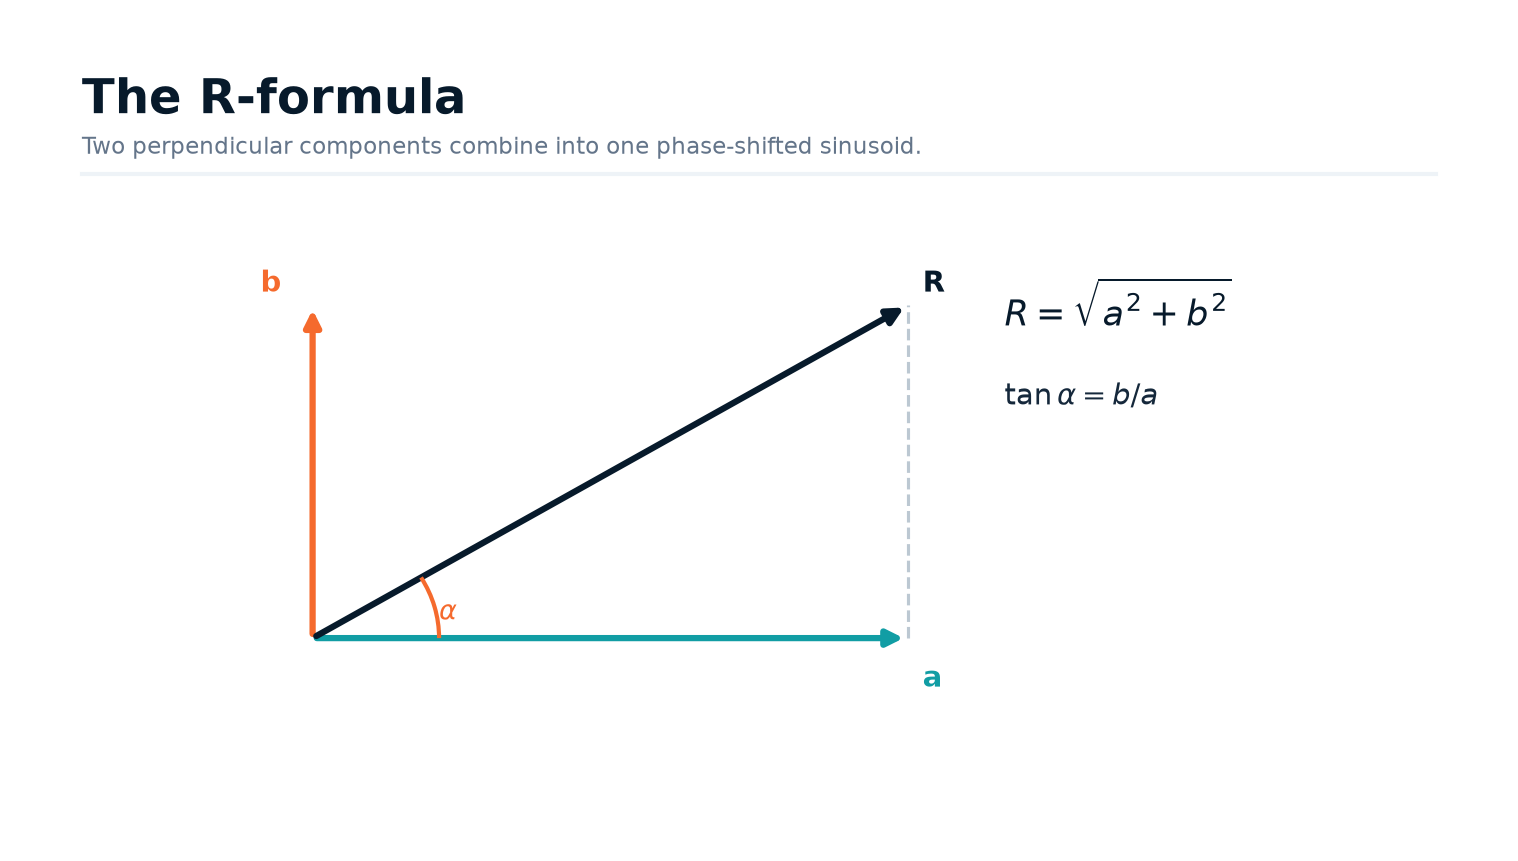 The R-formula
Two perpendicular components combine into one phase-shifted sinusoid.
b
R
R = √(a² + b²)
tan α = b/a
α
a